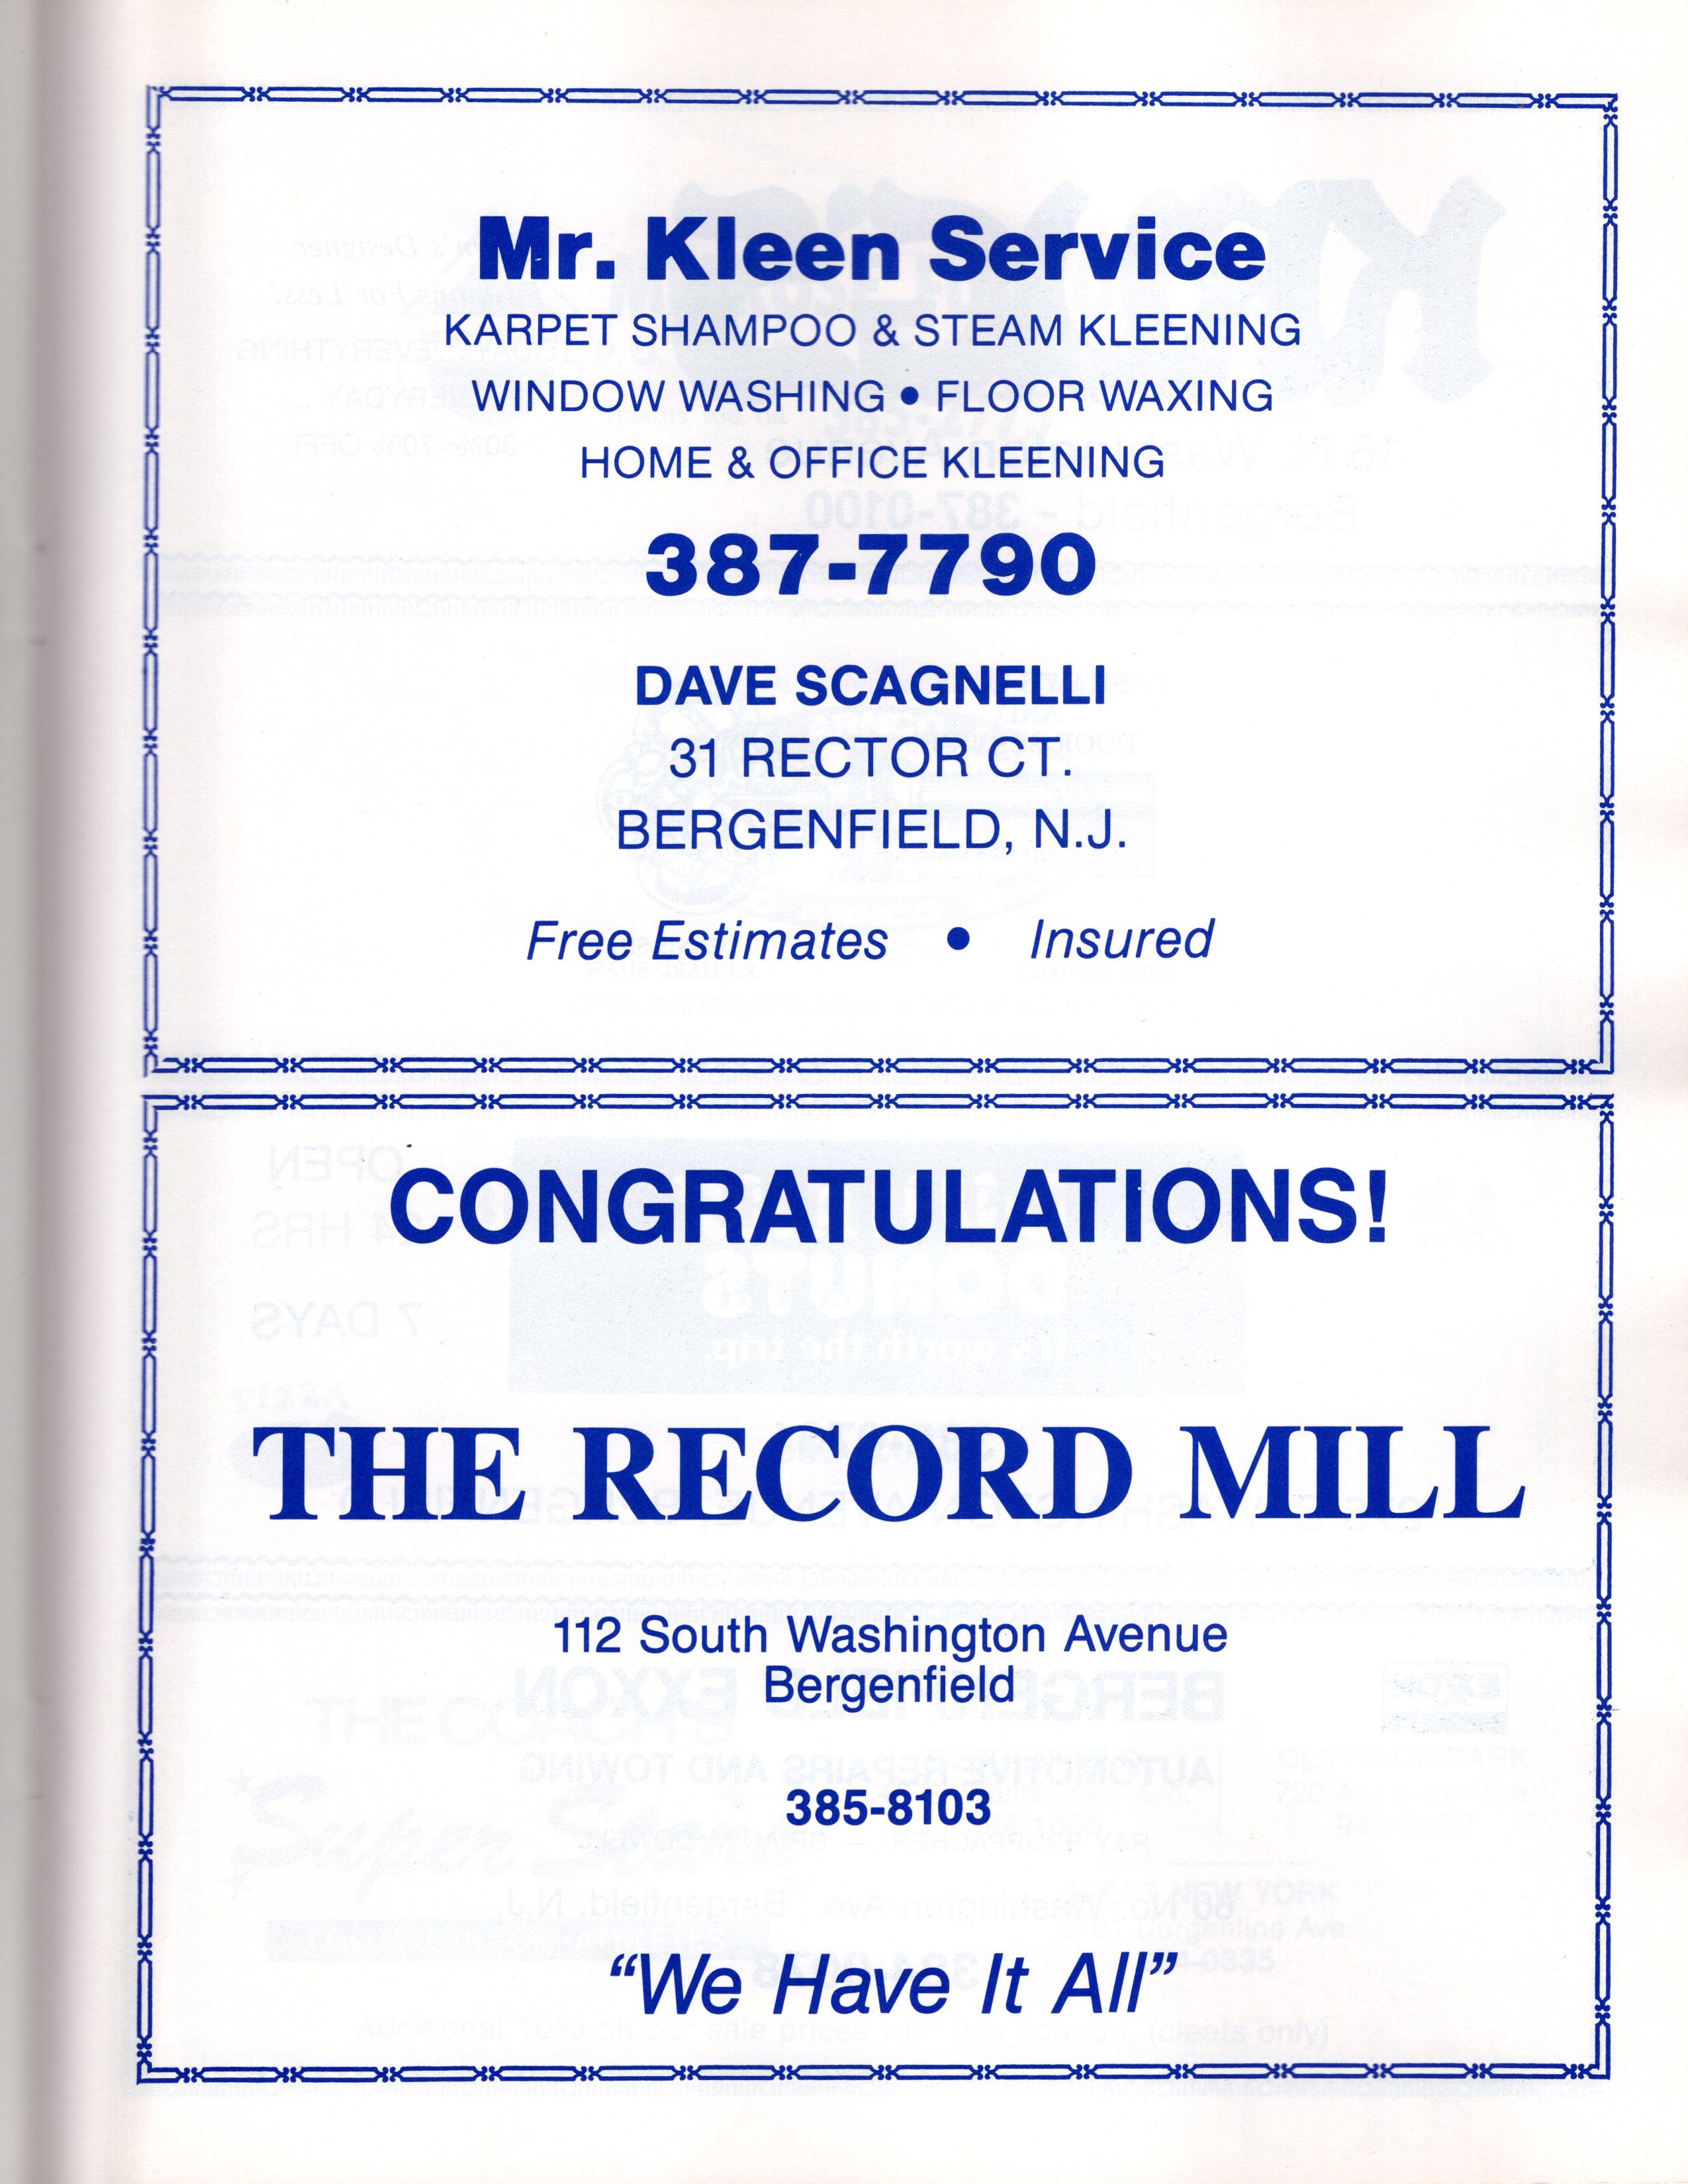 Mr. Kleen Service
KARPET SHAMPOO & STEAM KLEENING
WINDOW WASHING • FLOOR WAXING
HOME & OFFICE KLEENING
387-7790
DAVE SCAGNELLI
31 RECTOR CT.
BERGENFIELD, N.J.
Free Estimates • Insured
CONGRATULATIONS!
THE RECORD MILL
112 South Washington Avenue
Bergenfield
385-8103
“We Have It All”